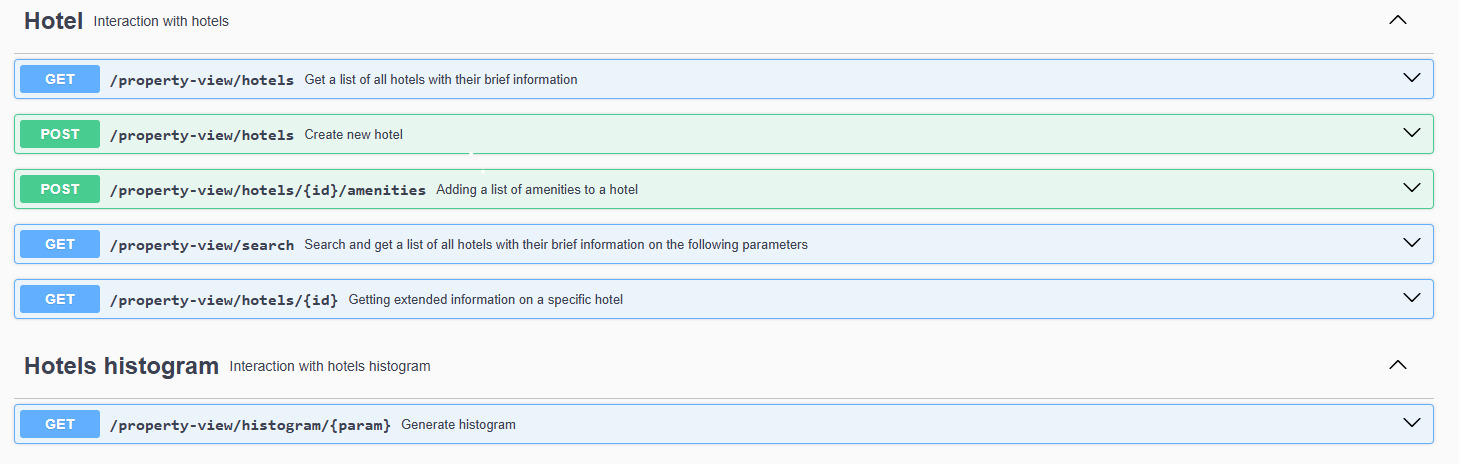 Hotel Interaction with hotels
GET /property-view/hotels Get a list of all hotels with their brief information
POST /property-view/hotels Create new hotel
POST /property-view/hotels/{id}/amenities Adding a list of amenities to a hotel
GET /property-view/search Search and get a list of all hotels with their brief information on the following parameters
GET /property-view/hotels/{id} Getting extended information on a specific hotel
Hotels histogram Interaction with hotels histogram
GET /property-view/histogram/{param} Generate histogram